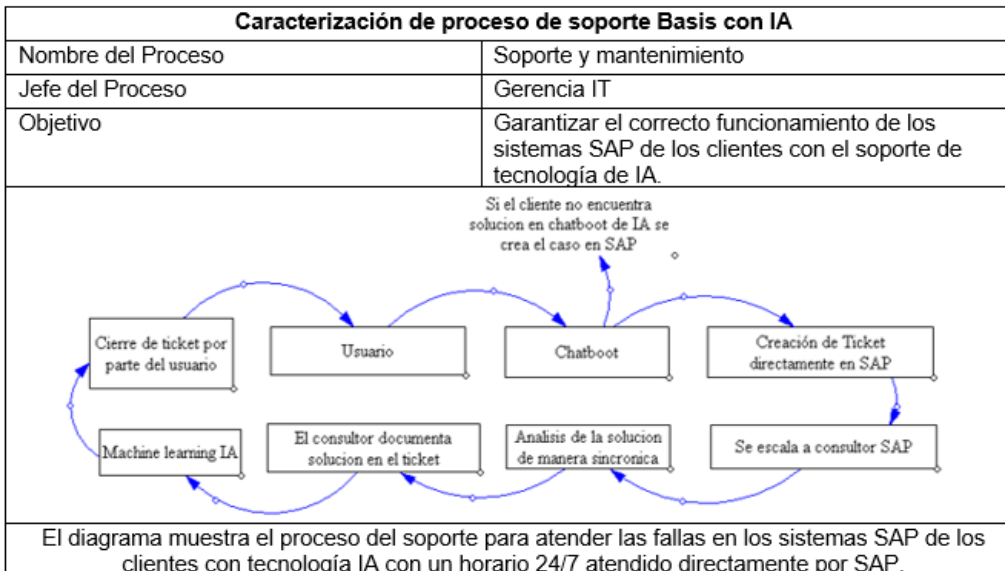 Caracterización de proceso de soporte Basis con IA
Nombre del Proceso
Soporte y mantenimiento
Jefe del Proceso
Gerencia IT
Objetivo
Garantizar el correcto funcionamiento de los
sistemas SAP de los clientes con el soporte de
tecnología de IA.
Si el cliente no encuentra
solucion en chatboot de IA se
crea el caso en SAP
Cierre de ticket por
parte del usuario
Usuario
Chatboot
Creación de Ticket
directamente en SAP
Machine learning IA
El consultor documenta
solucion en el ticket
Analisis de la solucion
de manera sincronica
Se escala a consultor SAP
El diagrama muestra el proceso del soporte para atender las fallas en los sistemas SAP de los
clientes con tecnología IA con un horario 24/7 atendido directamente por SAP.